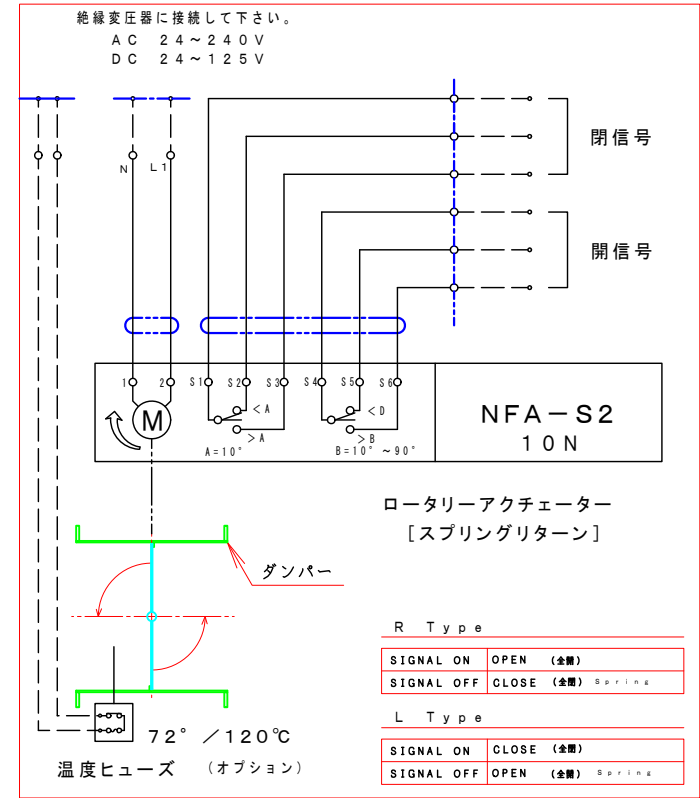 絶縁変圧器に接続して下さい。
AC 24~240V
DC 24~125V
N L1
閉信号
開信号
1 2 S1 S2 S3 S4 S5 S6
M
<A
>A
A=10°
<D
>B
B=10°~90°
NFA-S2
10N
ロータリーアクチェーター
[スプリングリターン]
ダンパー
R Type
SIGNAL ON OPEN (全開)
SIGNAL OFF CLOSE (全閉) Spring
L Type
SIGNAL ON CLOSE (全閉)
SIGNAL OFF OPEN (全開) Spring
72° /120℃
温度ヒューズ (オプション)